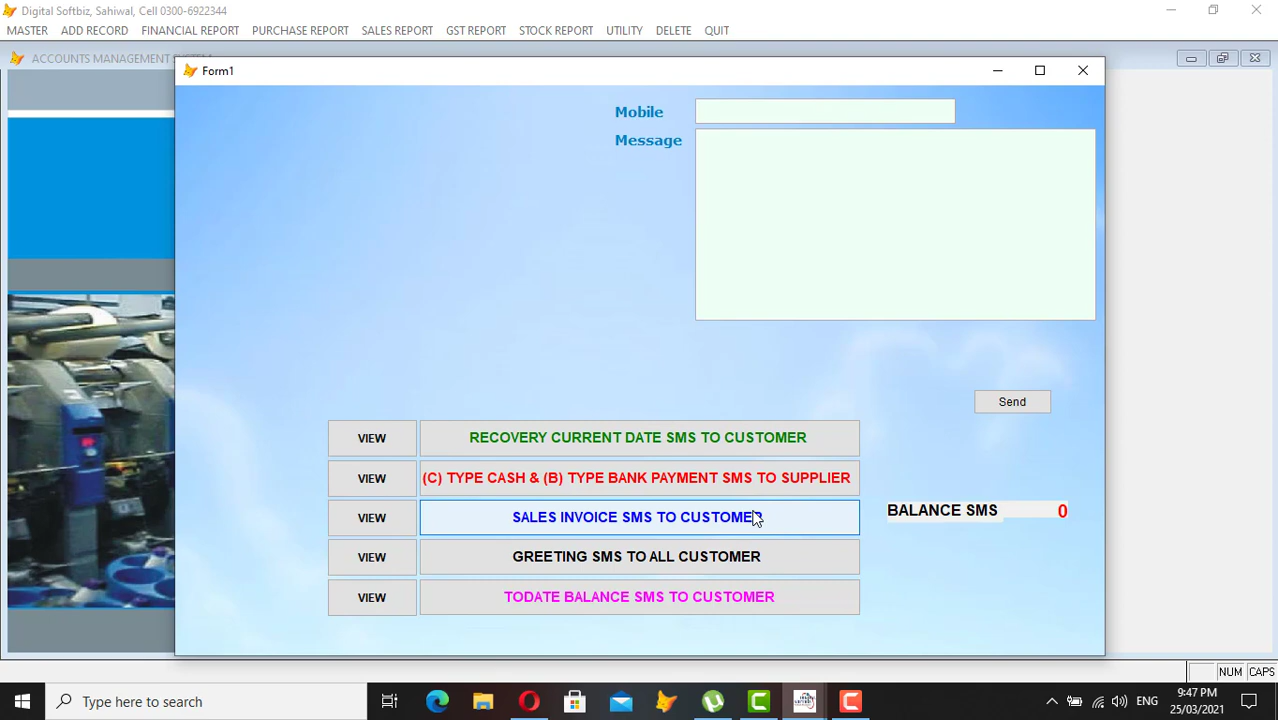 Digital Softbiz, Sahiwal, Cell 0300-6922344
MASTER ADD RECORD FINANCIAL REPORT PURCHASE REPORT SALES REPORT GST REPORT STOCK REPORT UTILITY DELETE QUIT
ACCOUNTS MANAGEMENT SYSTEM
Form1
Mobile
Message
Send
VIEW RECOVERY CURRENT DATE SMS TO CUSTOMER
VIEW (C) TYPE CASH & (B) TYPE BANK PAYMENT SMS TO SUPPLIER
VIEW SALES INVOICE SMS TO CUSTOMER BALANCE SMS 0
VIEW GREETING SMS TO ALL CUSTOMER
VIEW TODATE BALANCE SMS TO CUSTOMER
NUM CAPS
Type here to search
ENG
9:47 PM
25/03/2021